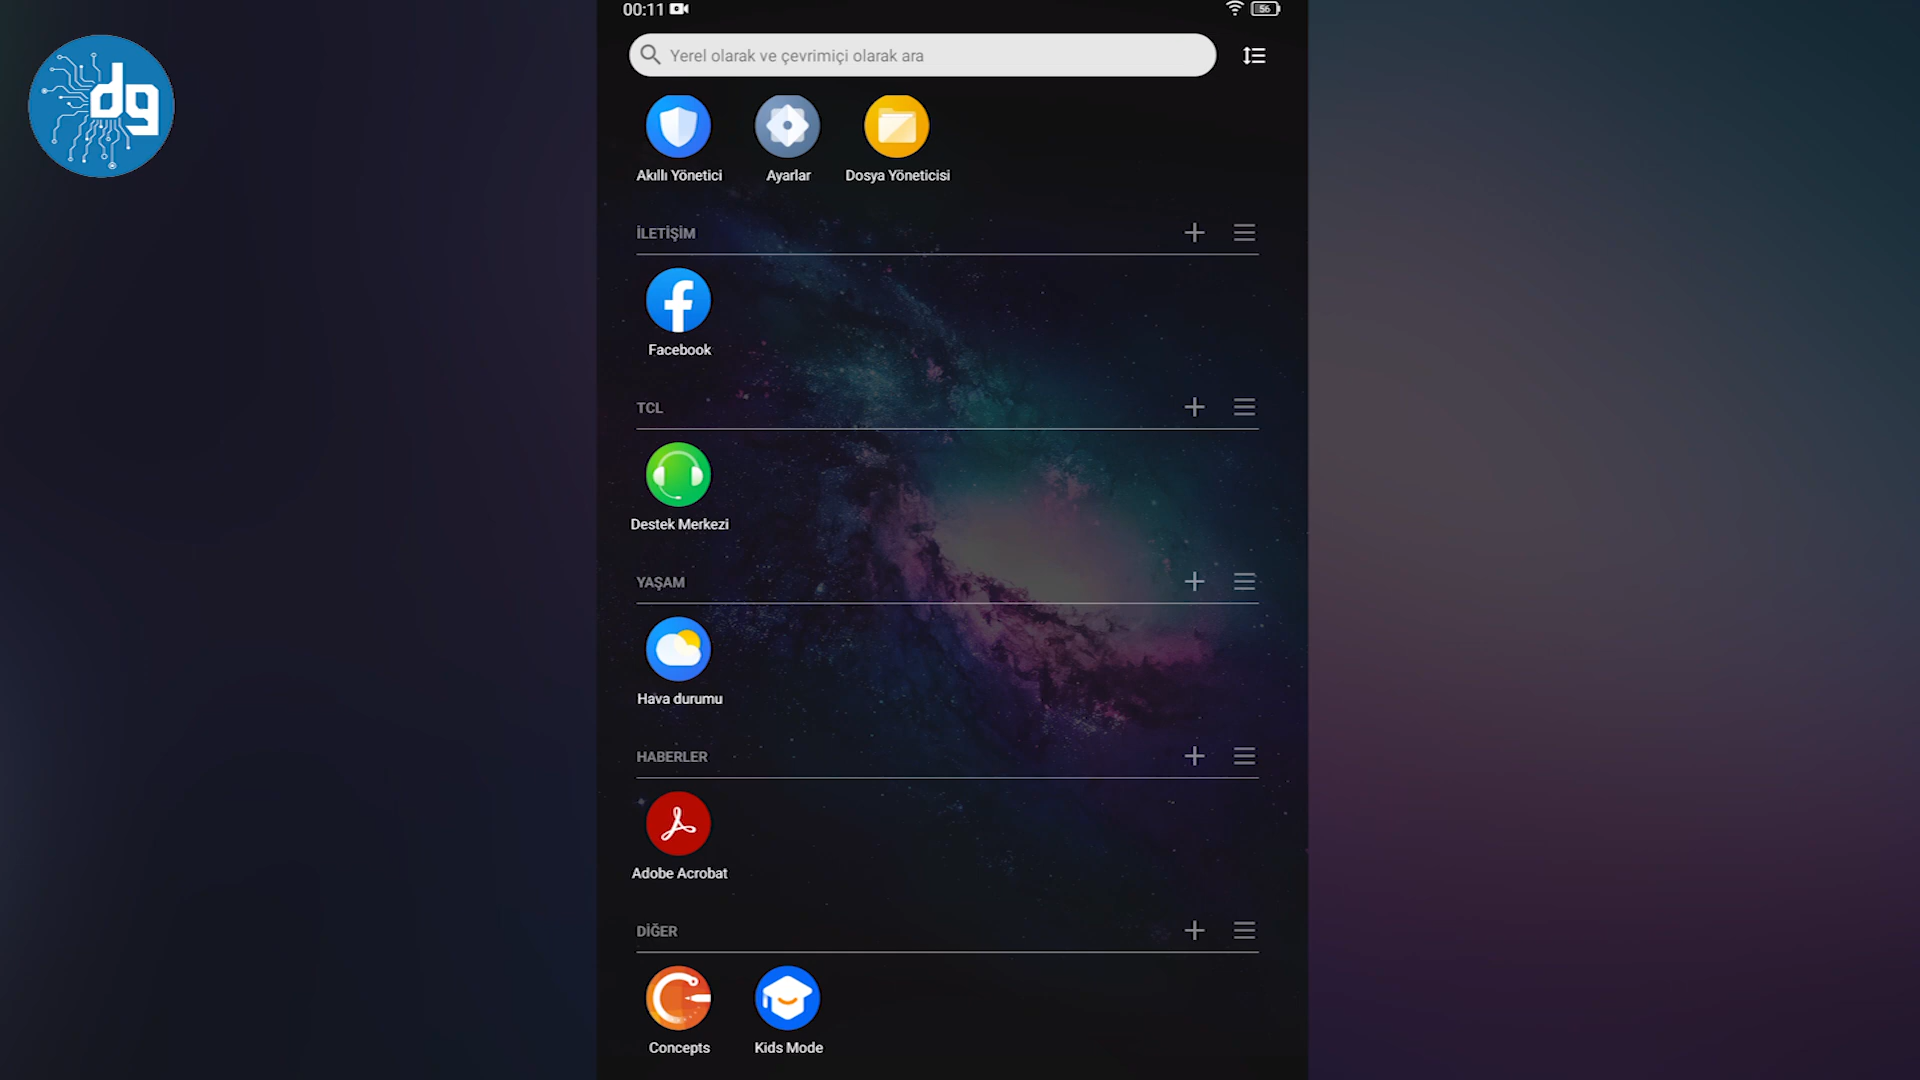 00:11
56
dg
Yerel olarak ve çevrimiçi olarak ara
Akıllı Yönetici
Ayarlar
Dosya Yöneticisi
İLETİŞİM
Facebook
TCL
Destek Merkezi
YAŞAM
Hava durumu
HABERLER
Adobe Acrobat
DİĞER
Concepts
Kids Mode